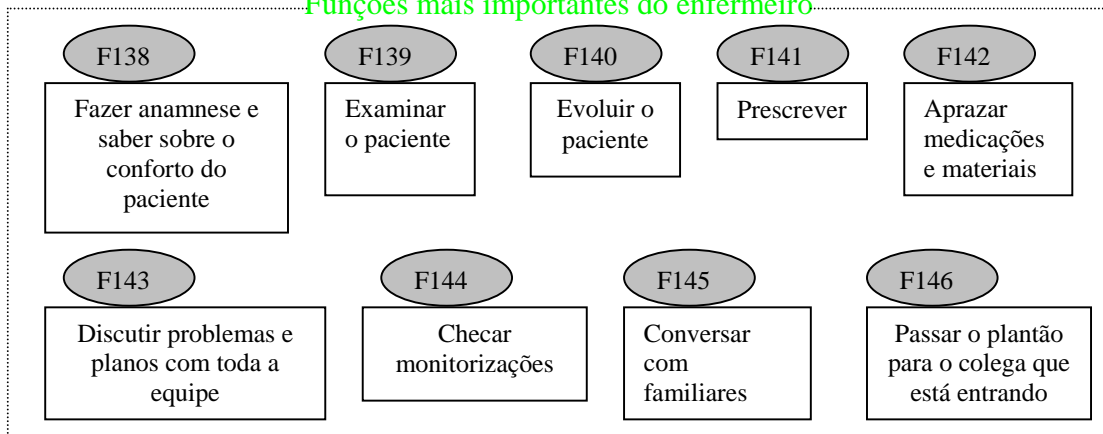 Funções mais importantes do enfermeiro
F138
Fazer anamnese e
saber sobre o
conforto do
paciente
F139
Examinar
o paciente
F140
Evoluir o
paciente
F141
Prescrever
F142
Aprazar
medicações
e materiais
F143
Discutir problemas e
planos com toda a
equipe
F144
Checar
monitorizações
F145
Conversar
com
familiares
F146
Passar o plantão
para o colega que
está entrando